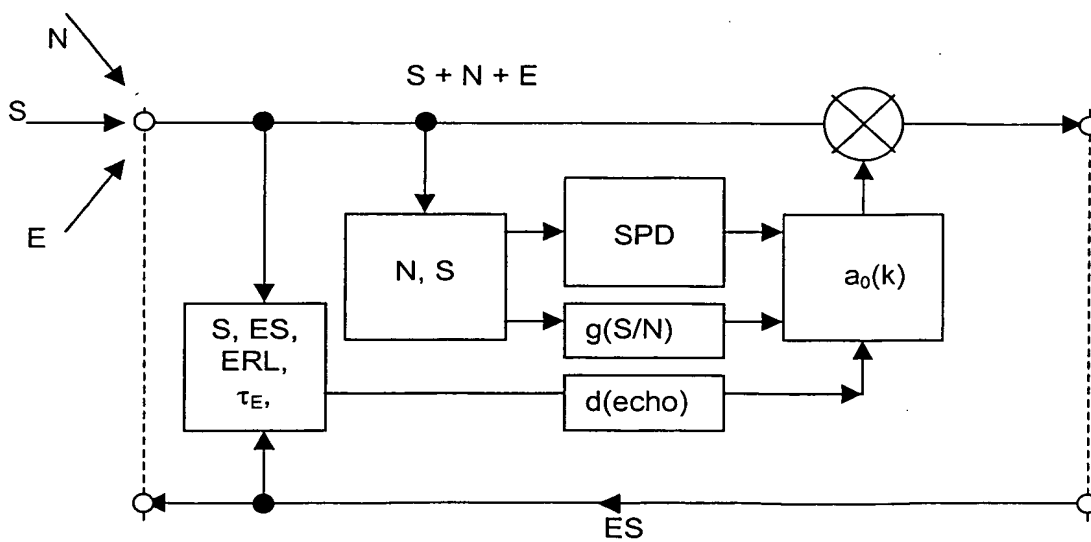 N
S + N + E
S
E
N, S
SPD
a₀(k)
g(S/N)
S, ES,
ERL,
τE,
d(echo)
ES